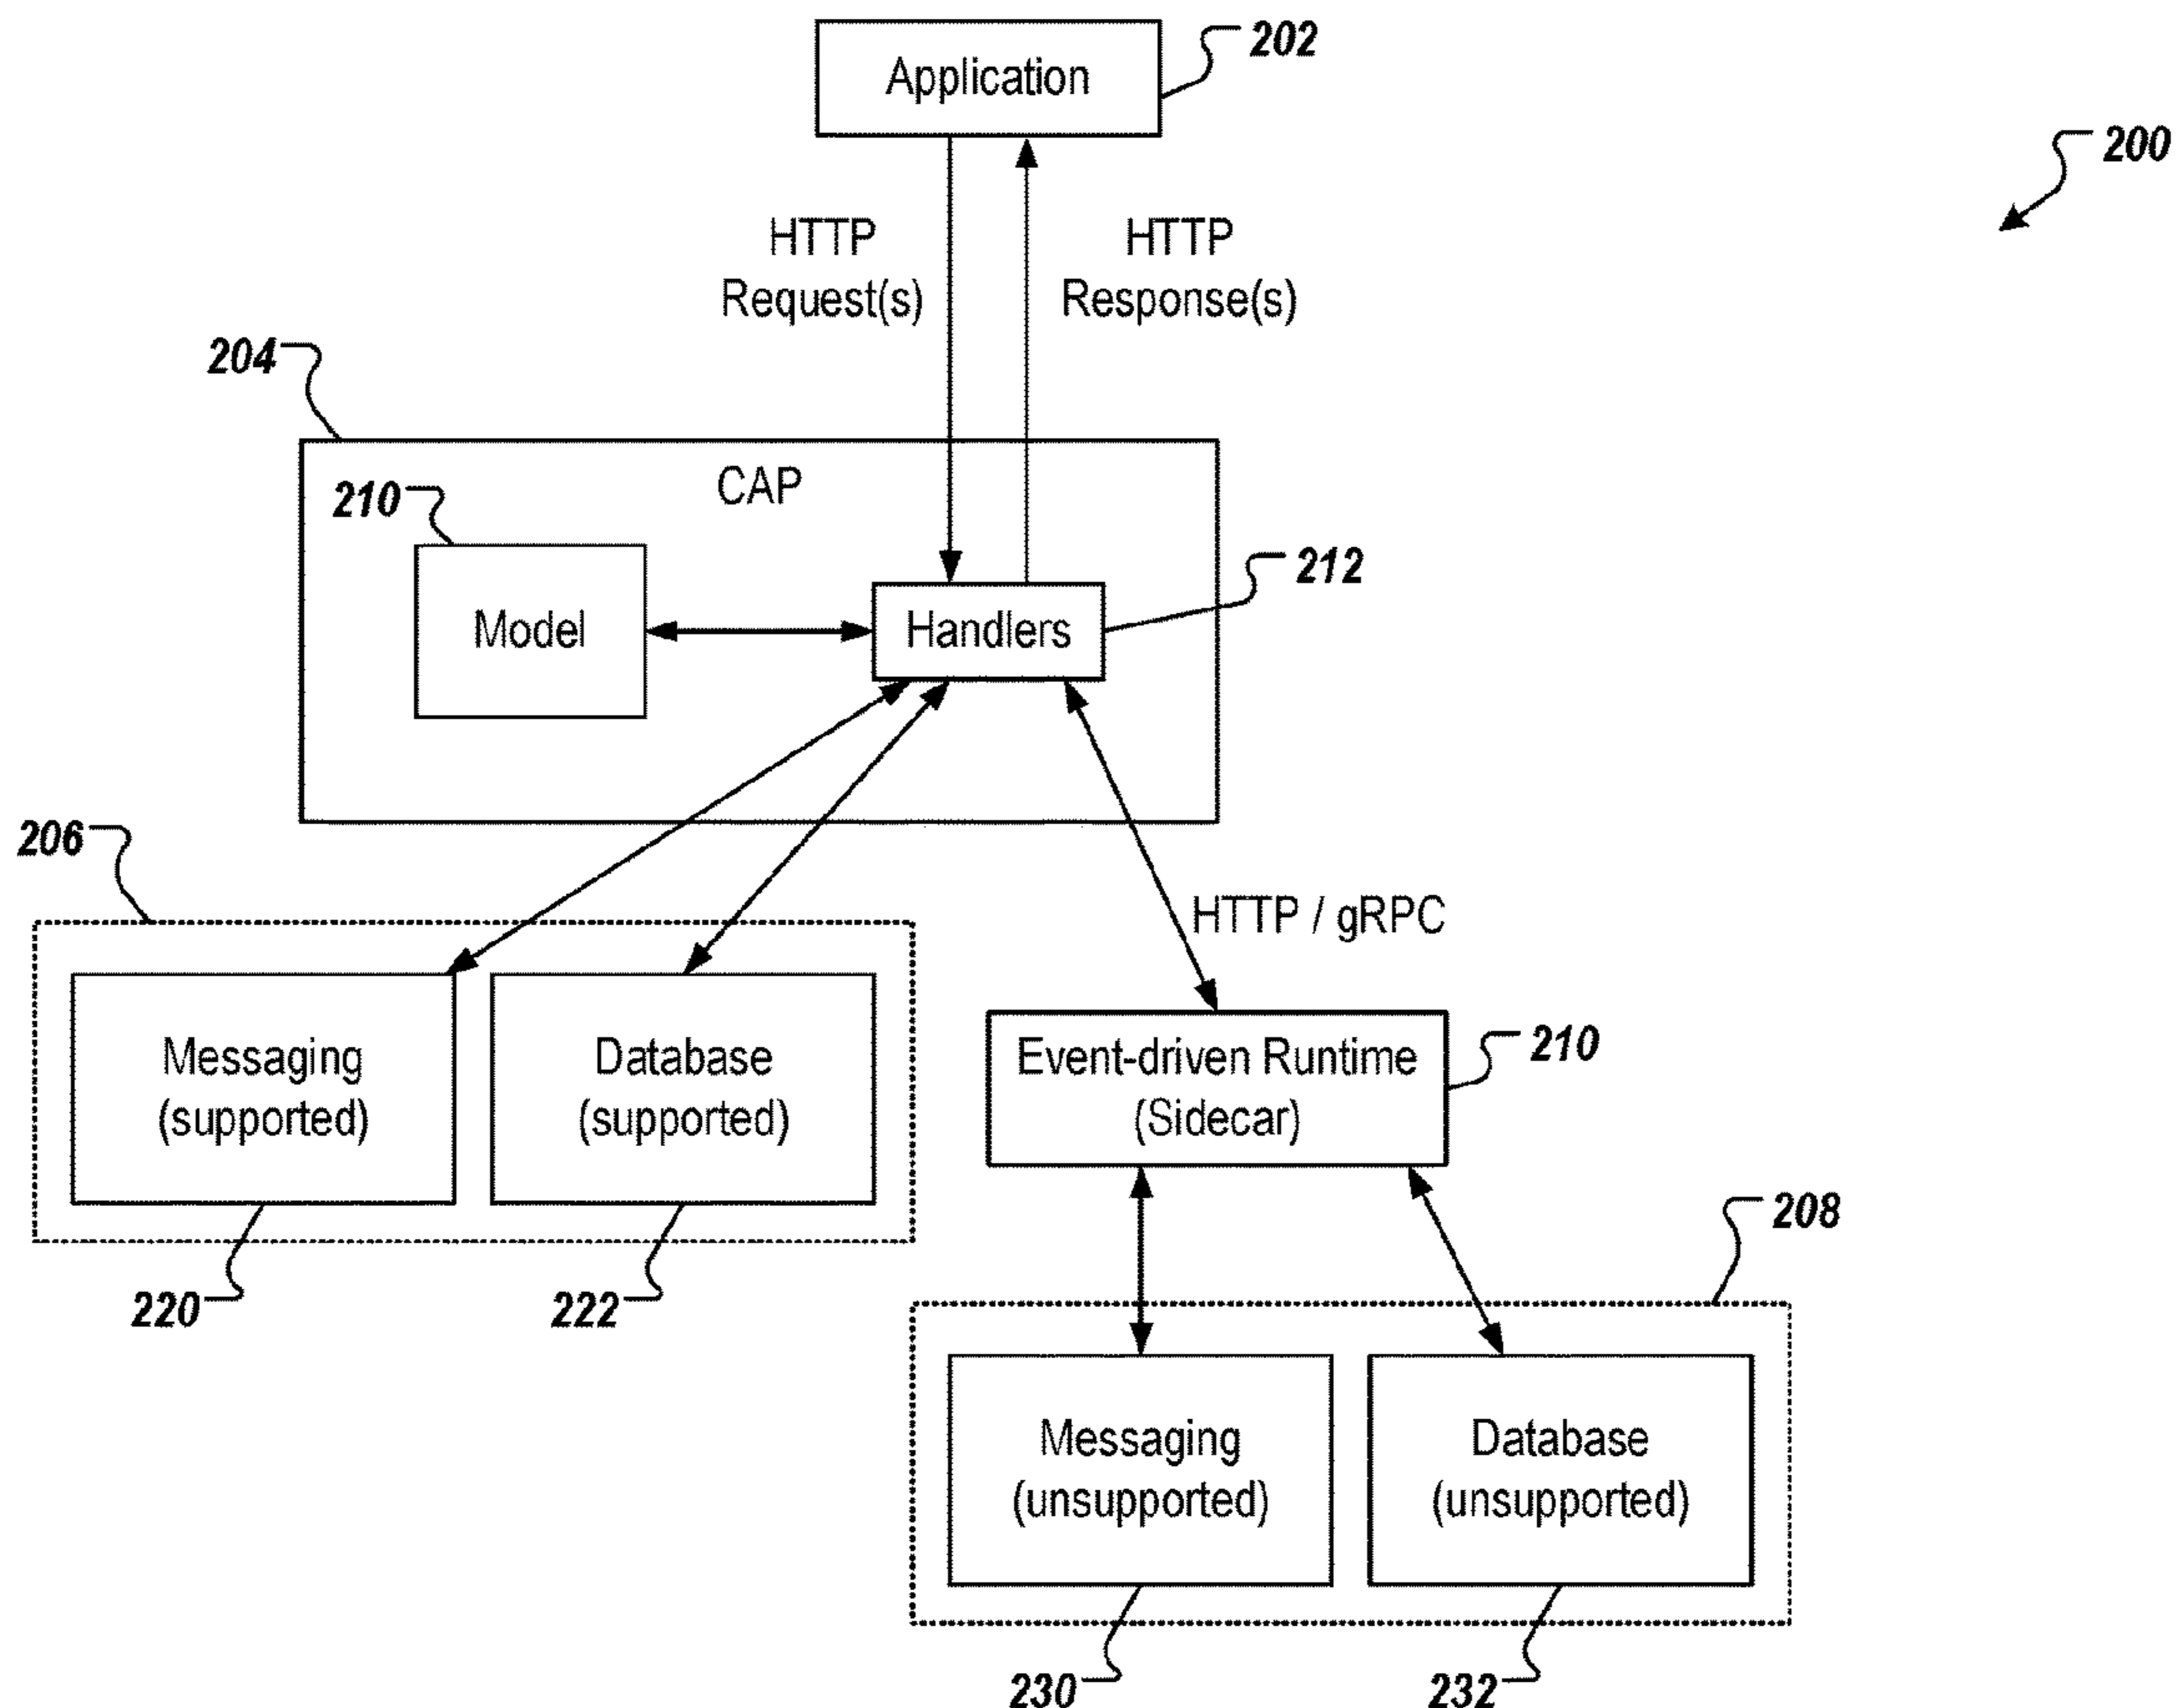 Application
202
200
HTTP
Request(s)
HTTP
Response(s)
204
CAP
210
Model
Handlers
212
206
HTTP / gRPC
Messaging
(supported)
Database
(supported)
Event-driven Runtime
(Sidecar)
210
220
222
208
Messaging
(unsupported)
Database
(unsupported)
230
232